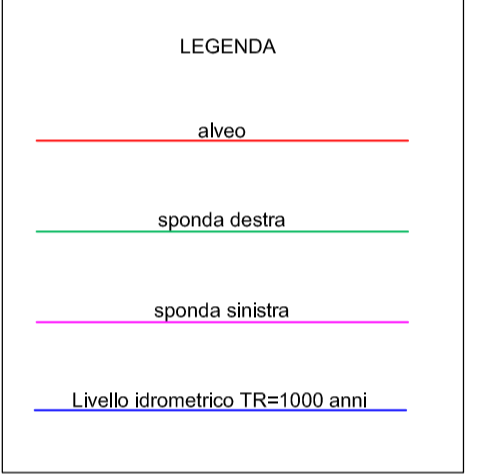 LEGENDA
alveo
sponda destra
sponda sinistra
Livello idrometrico TR=1000 anni